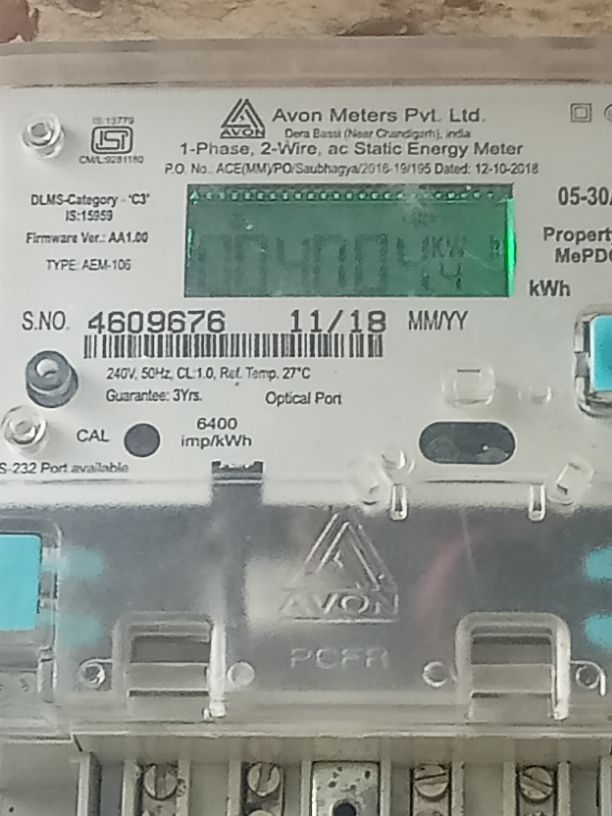 IS:13779
ISI
CM/L:9281180
AVON
Avon Meters Pvt. Ltd.
Dera Bassi (Near Chandigarh), India
1-Phase, 2-Wire, ac Static Energy Meter
P.O. No., ACE(MM)/PO/Saubhagya/2018-19/195 Dated: 12-10-2018
DLMS-Category - "C3"
IS:15959
Firmware Ver.: AA1.00
TYPE: AEM-106
05-30
Property
MePD
kWh
S.NO. 4609676 11/18 MM/YY
240V, 50Hz, CL:1.0, Ref. Temp. 27°C
Guarantee: 3Yrs. Optical Port
CAL
6400
imp/kWh
S-232 Port available
AVON